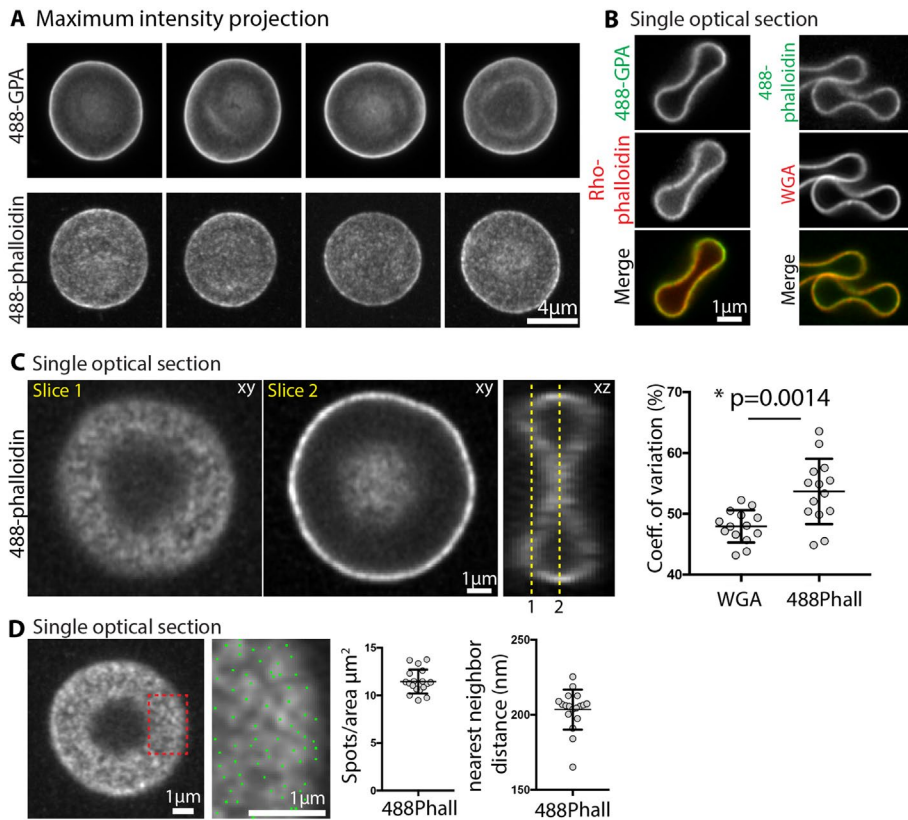 A Maximum intensity projection
488-GPA
488-phalloidin
4μm
B Single optical section
488-GPA
Rho-
phalloidin
Merge
1μm
488-
phalloidin
WGA
Merge
C Single optical section
488-phalloidin
Slice 1
xy
Slice 2
xy
1μm
xz
1 2
Coeff. of variation (%)
70
60
50
40
* p=0.0014
WGA 488Phall
D Single optical section
1μm
1μm
Spots/area μm²
15
10
5
0
488Phall
nearest neighbor
distance (nm)
250
200
150
488Phall